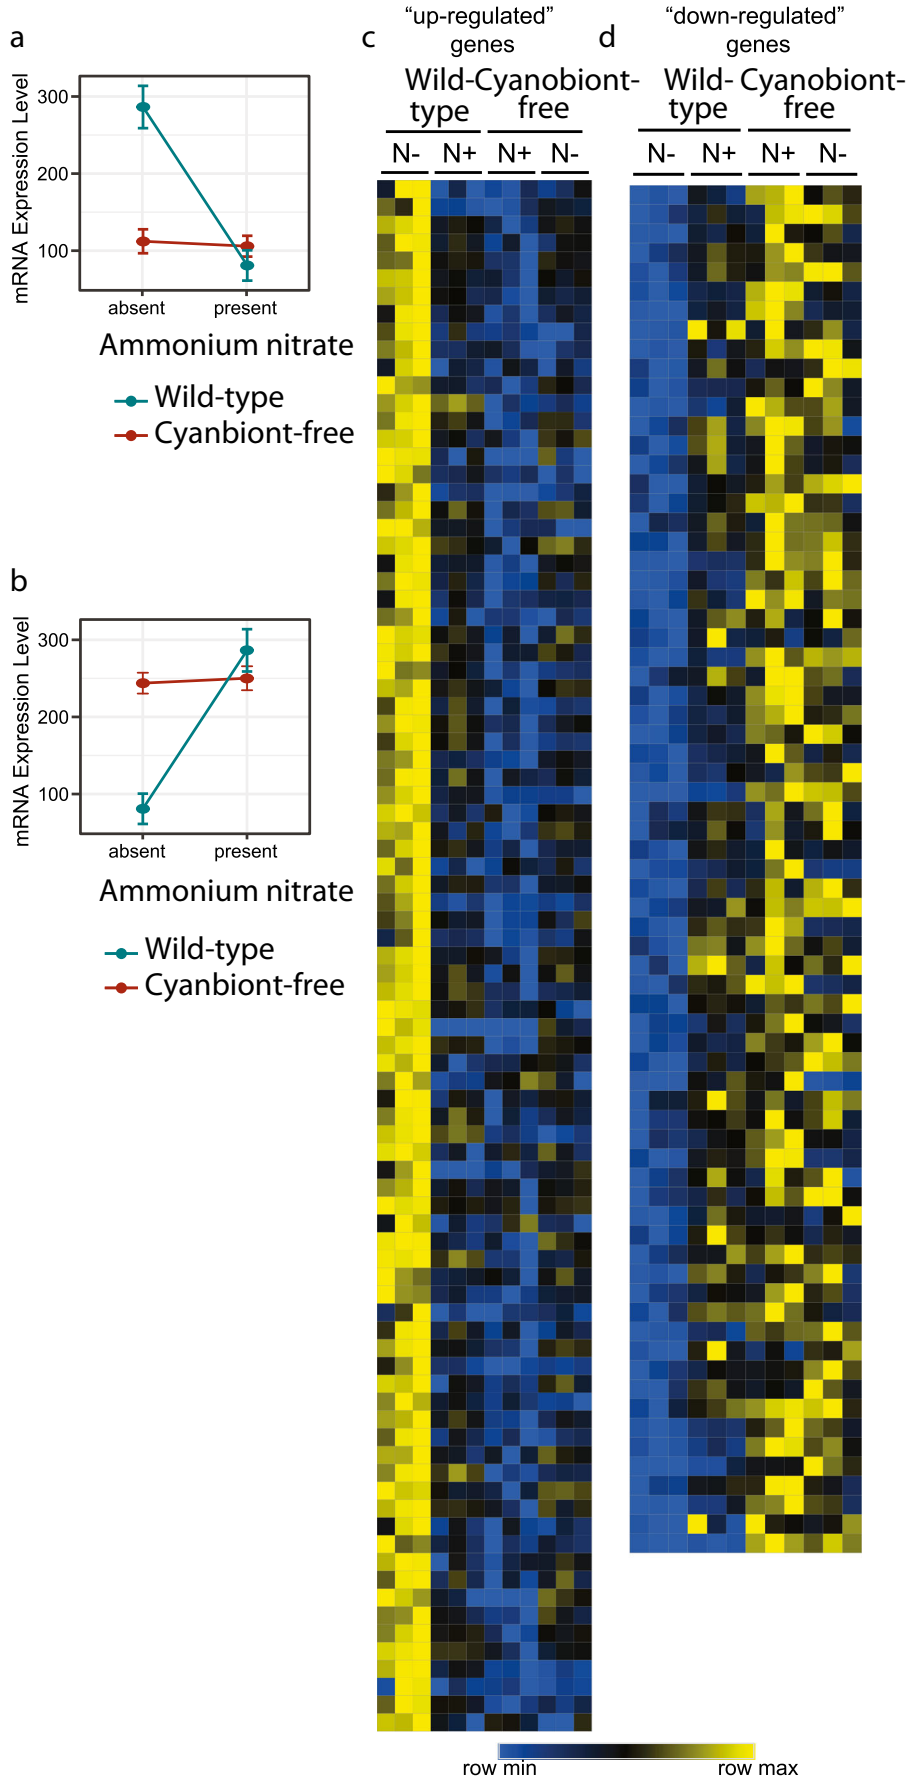 a
mRNA Expression Level
300
200
100
absent present
Ammonium nitrate
Wild-type
Cyanbiont-free
b
mRNA Expression Level
300
200
100
absent present
Ammonium nitrate
Wild-type
Cyanbiont-free
c
“up-regulated”
genes
Wild-
type
Cyanobiont-
free
N- N+ N+ N-
d
“down-regulated”
genes
Wild-
type
Cyanobiont-
free
N- N+ N+ N-
row min row max